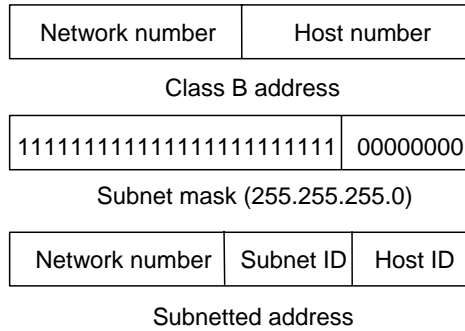 Network number Host number
Class B address
111111111111111111111111 00000000
Subnet mask (255.255.255.0)
Network number Subnet ID Host ID
Subnetted address